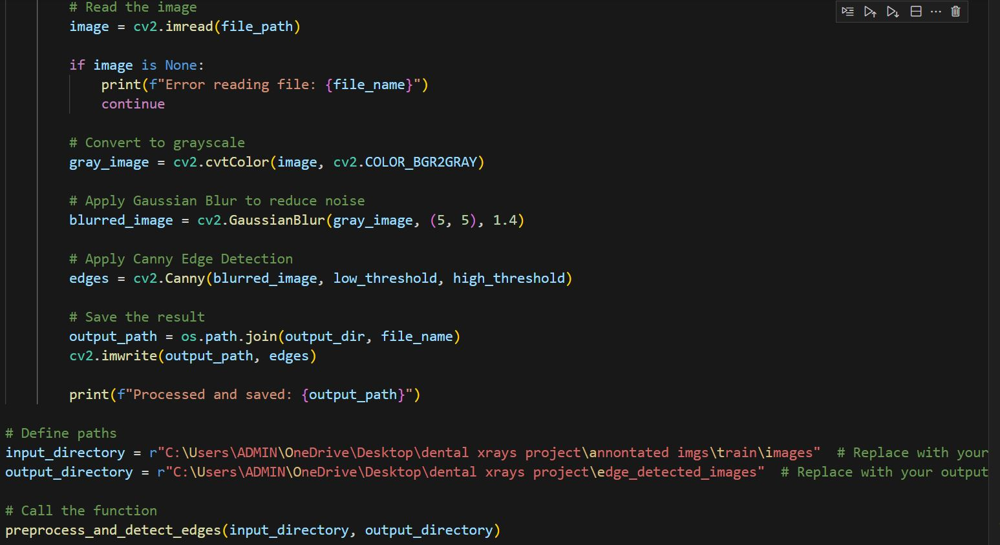 # Read the image
image = cv2.imread(file_path)
if image is None:
print(f"Error reading file: {file_name}")
continue
# Convert to grayscale
gray_image = cv2.cvtColor(image, cv2.COLOR_BGR2GRAY)
# Apply Gaussian Blur to reduce noise
blurred_image = cv2.GaussianBlur(gray_image, (5, 5), 1.4)
# Apply Canny Edge Detection
edges = cv2.Canny(blurred_image, low_threshold, high_threshold)
# Save the result
output_path = os.path.join(output_dir, file_name)
cv2.imwrite(output_path, edges)
print(f"Processed and saved: {output_path}")
# Define paths
input_directory = r"C:\Users\ADMIN\OneDrive\Desktop\dental xrays project\annontated imgs\train\images"  # Replace with your
output_directory = r"C:\Users\ADMIN\OneDrive\Desktop\dental xrays project\edge_detected_images"  # Replace with your output
# Call the function
preprocess_and_detect_edges(input_directory, output_directory)